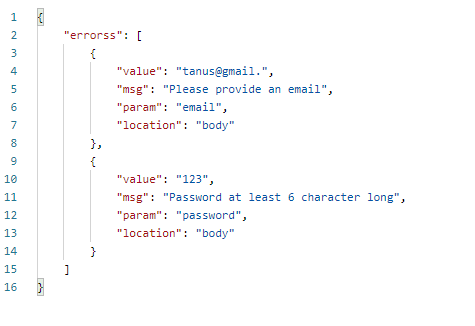 1 {
2 "errorss": [
3 {
4 "value": "tanus@gmail.",
5 "msg": "Please provide an email",
6 "param": "email",
7 "location": "body"
8 },
9 {
10 "value": "123",
11 "msg": "Password at least 6 character long",
12 "param": "password",
13 "location": "body"
14 }
15 ]
16 }